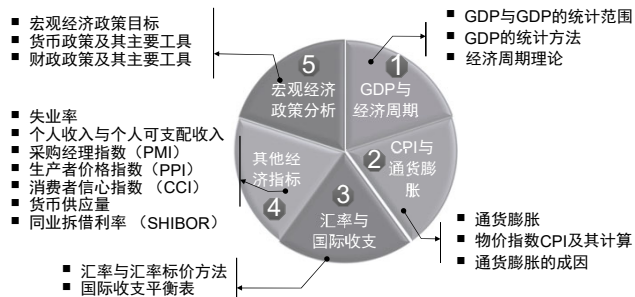 ■ 宏观经济政策目标
■ 货币政策及其主要工具
■ 财政政策及其主要工具
■ GDP与GDP的统计范围
■ GDP的统计方法
■ 经济周期理论
5
宏观经济
政策分析
1
GDP与
经济周期
■ 失业率
■ 个人收入与个人可支配收入
■ 采购经理指数（PMI）
■ 生产者价格指数（PPI）
■ 消费者信心指数（CCI）
■ 货币供应量
■ 同业拆借利率 （SHIBOR）
其他经
济指标
4
2
CPI与
通货膨
胀
3
汇率与
国际收支
■ 通货膨胀
■ 物价指数CPI及其计算
■ 通货膨胀的成因
■ 汇率与汇率标价方法
■ 国际收支平衡表